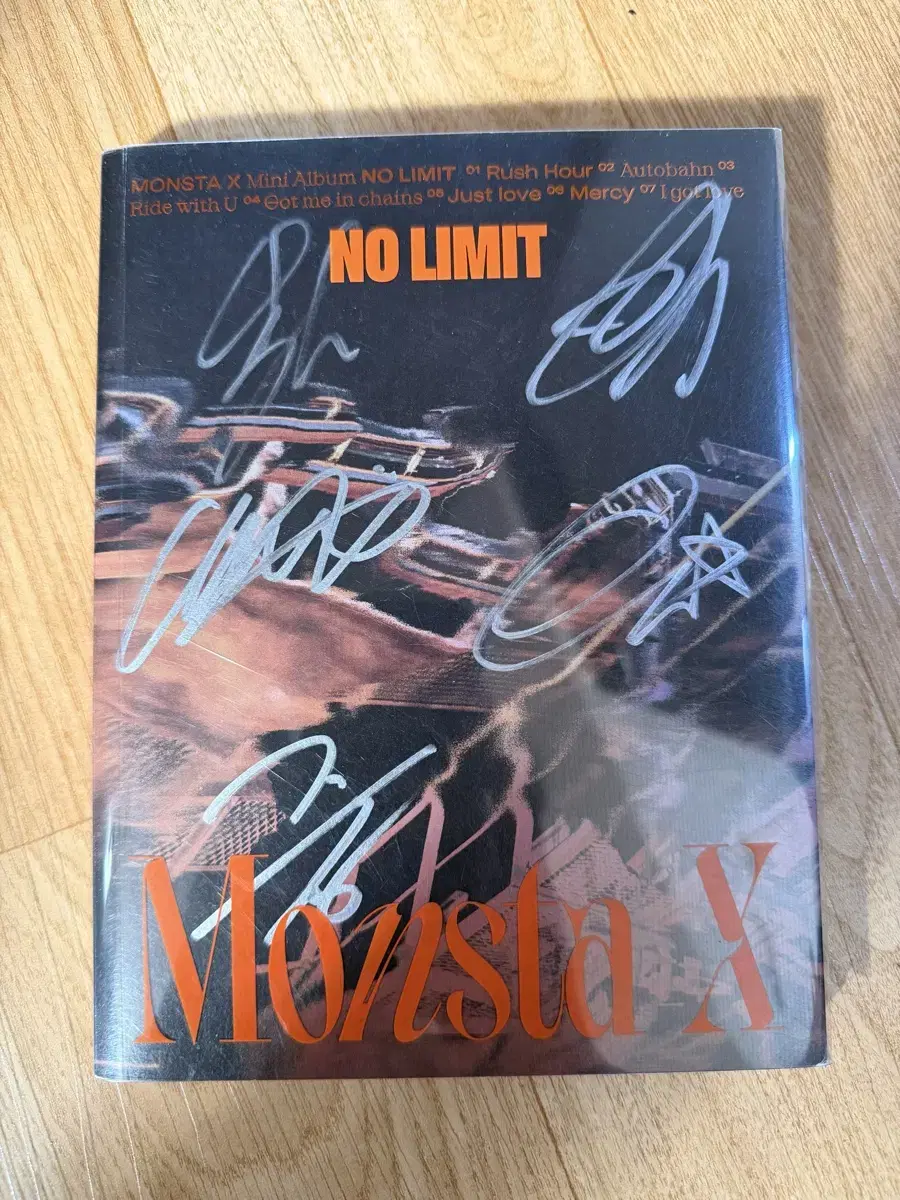 MONSTA X Mini Album NO LIMIT 01 Rush Hour 02 Autobahn 03
Ride with U 04 Got me in chains 05 Just love 06 Mercy 07 I got love
NO LIMIT
Monsta X